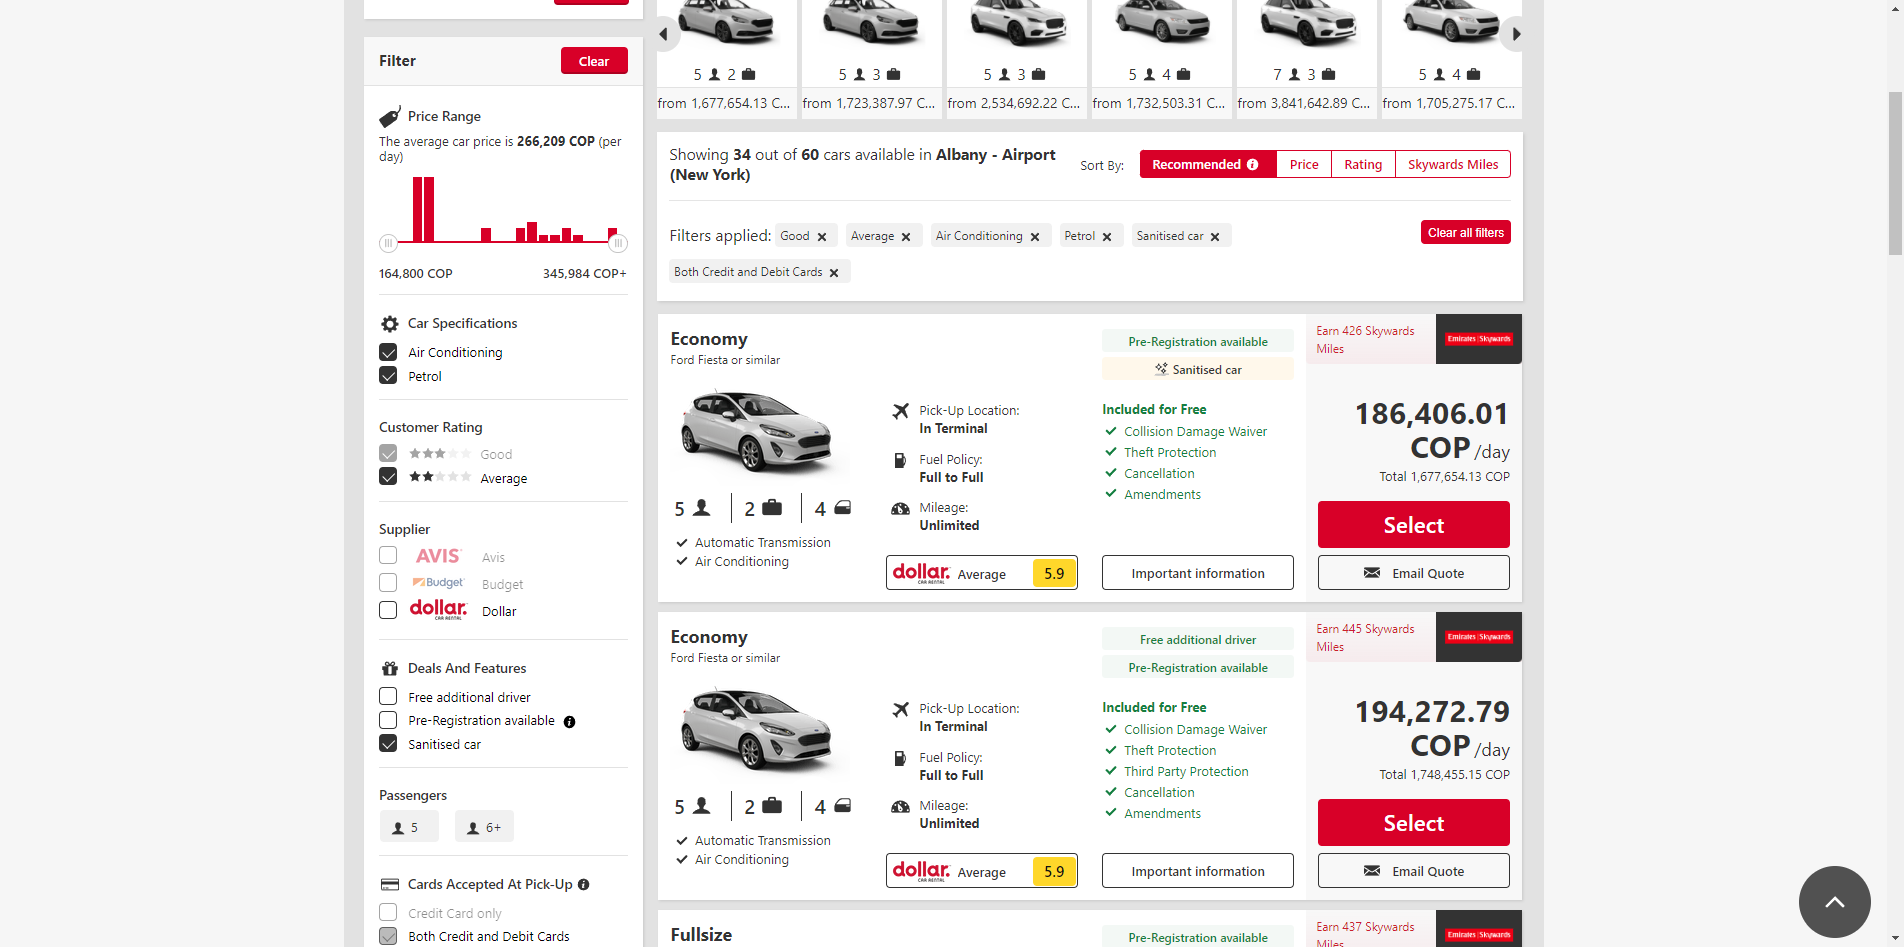 Filter
Clear
Price Range
The average car price is 266,209 COP (per
day)
164,800 COP
345,984 COP+
Car Specifications
Air Conditioning
Petrol
Customer Rating
Good
Average
Supplier
AVIS Avis
Budget Budget
dollar. CAR RENTAL Dollar
Deals And Features
Free additional driver
Pre-Registration available
Sanitised car
Passengers
5
6+
Cards Accepted At Pick-Up
Credit Card only
Both Credit and Debit Cards
5 2
5 3
5 3
5 4
7 3
5 4
from 1,677,654.13 C...
from 1,723,387.97 C...
from 2,534,692.22 C...
from 1,732,503.31 C...
from 3,841,642.89 C...
from 1,705,275.17 C...
Showing 34 out of 60 cars available in Albany - Airport
(New York)
Sort By:
Recommended
Price
Rating
Skywards Miles
Filters applied:
Good
Average
Air Conditioning
Petrol
Sanitised car
Both Credit and Debit Cards
Clear all filters
Economy
Ford Fiesta or similar
5 2 4
Automatic Transmission
Air Conditioning
Pick-Up Location:
In Terminal
Fuel Policy:
Full to Full
Mileage:
Unlimited
dollar. CAR RENTAL Average 5.9
Pre-Registration available
Sanitised car
Included for Free
Collision Damage Waiver
Theft Protection
Cancellation
Amendments
Important information
Earn 426 Skywards
Miles
Emirates Skywards
186,406.01
COP /day
Total 1,677,654.13 COP
Select
Email Quote
Economy
Ford Fiesta or similar
5 2 4
Automatic Transmission
Air Conditioning
Pick-Up Location:
In Terminal
Fuel Policy:
Full to Full
Mileage:
Unlimited
dollar. CAR RENTAL Average 5.9
Free additional driver
Pre-Registration available
Included for Free
Collision Damage Waiver
Theft Protection
Third Party Protection
Cancellation
Amendments
Important information
Earn 445 Skywards
Miles
Emirates Skywards
194,272.79
COP /day
Total 1,748,455.15 COP
Select
Email Quote
Fullsize
Pre-Registration available
Earn 437 Skywards
Miles
Emirates Skywards